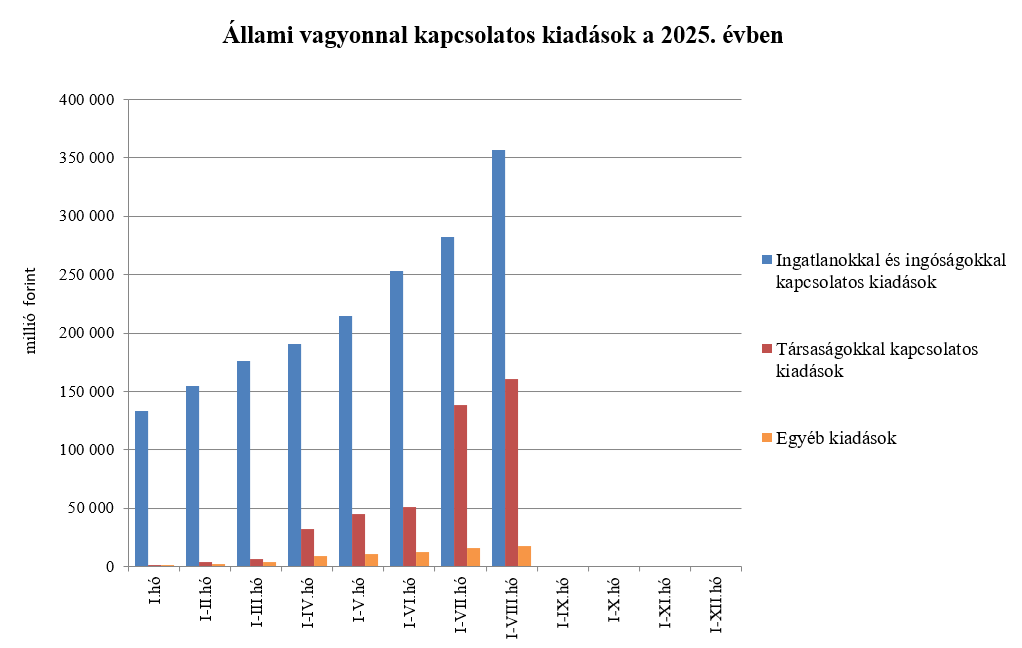 Állami vagyonnal kapcsolatos kiadások a 2025. évben
400 000
350 000
300 000
250 000
200 000
150 000
100 000
50 000
0
millió forint
I.hó
I-II.hó
I-III.hó
I-IV.hó
I-V.hó
I-VI.hó
I-VII.hó
I-VIII.hó
I-IX.hó
I-X.hó
I-XI.hó
I-XII.hó
Ingatlanokkal és ingóságokkal
kapcsolatos kiadások
Társaságokkal kapcsolatos
kiadások
Egyéb kiadások